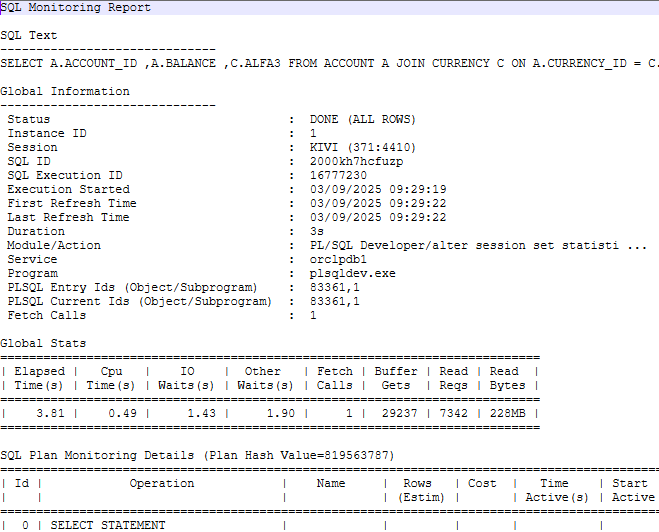 SQL Monitoring Report
SQL Text
------------------------------
SELECT A.ACCOUNT_ID ,A.BALANCE ,C.ALFA3 FROM ACCOUNT A JOIN CURRENCY C ON A.CURRENCY_ID = C.
Global Information
------------------------------
Status : DONE (ALL ROWS)
Instance ID : 1
Session : KIVI (371:4410)
SQL ID : 2000kh7hcfuzp
SQL Execution ID : 16777230
Execution Started : 03/09/2025 09:29:19
First Refresh Time : 03/09/2025 09:29:22
Last Refresh Time : 03/09/2025 09:29:22
Duration : 3s
Module/Action : PL/SQL Developer/alter session set statisti ...
Service : orclpdb1
Program : plsqldev.exe
PLSQL Entry Ids (Object/Subprogram) : 83361,1
PLSQL Current Ids (Object/Subprogram) : 83361,1
Fetch Calls : 1
Global Stats
===========================================================================
| Elapsed | Cpu | IO | Other | Fetch | Buffer | Read | Read |
| Time(s) | Time(s) | Waits(s) | Waits(s) | Calls | Gets | Reqs | Bytes |
===========================================================================
| 3.81 | 0.49 | 1.43 | 1.90 | 1 | 29237 | 7342 | 228MB |
===========================================================================
SQL Plan Monitoring Details (Plan Hash Value=819563787)
============================================================================================
| Id | Operation | Name | Rows | Cost | Time | Start
| | | | (Estim) | | Active(s) | Active
============================================================================================
| 0 | SELECT STATEMENT | | | | |